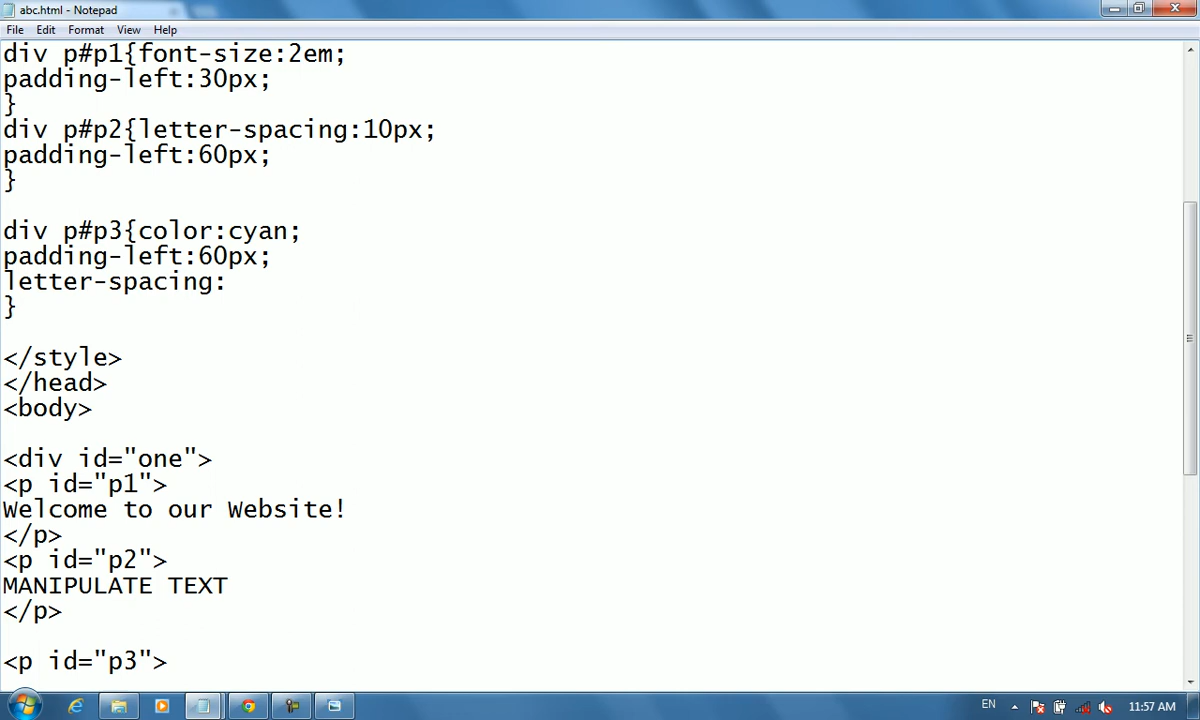 abc.html - Notepad
File Edit Format View Help
div p#p1{font-size:2em;
padding-left:30px;
}
div p#p2{letter-spacing:10px;
padding-left:60px;
}
div p#p3{color:cyan;
padding-left:60px;
letter-spacing:
}
</style>
</head>
<body>
<div id="one">
<p id="p1">
Welcome to our Website!
</p>
<p id="p2">
MANIPULATE TEXT
</p>
<p id="p3">
EN 11:57 AM